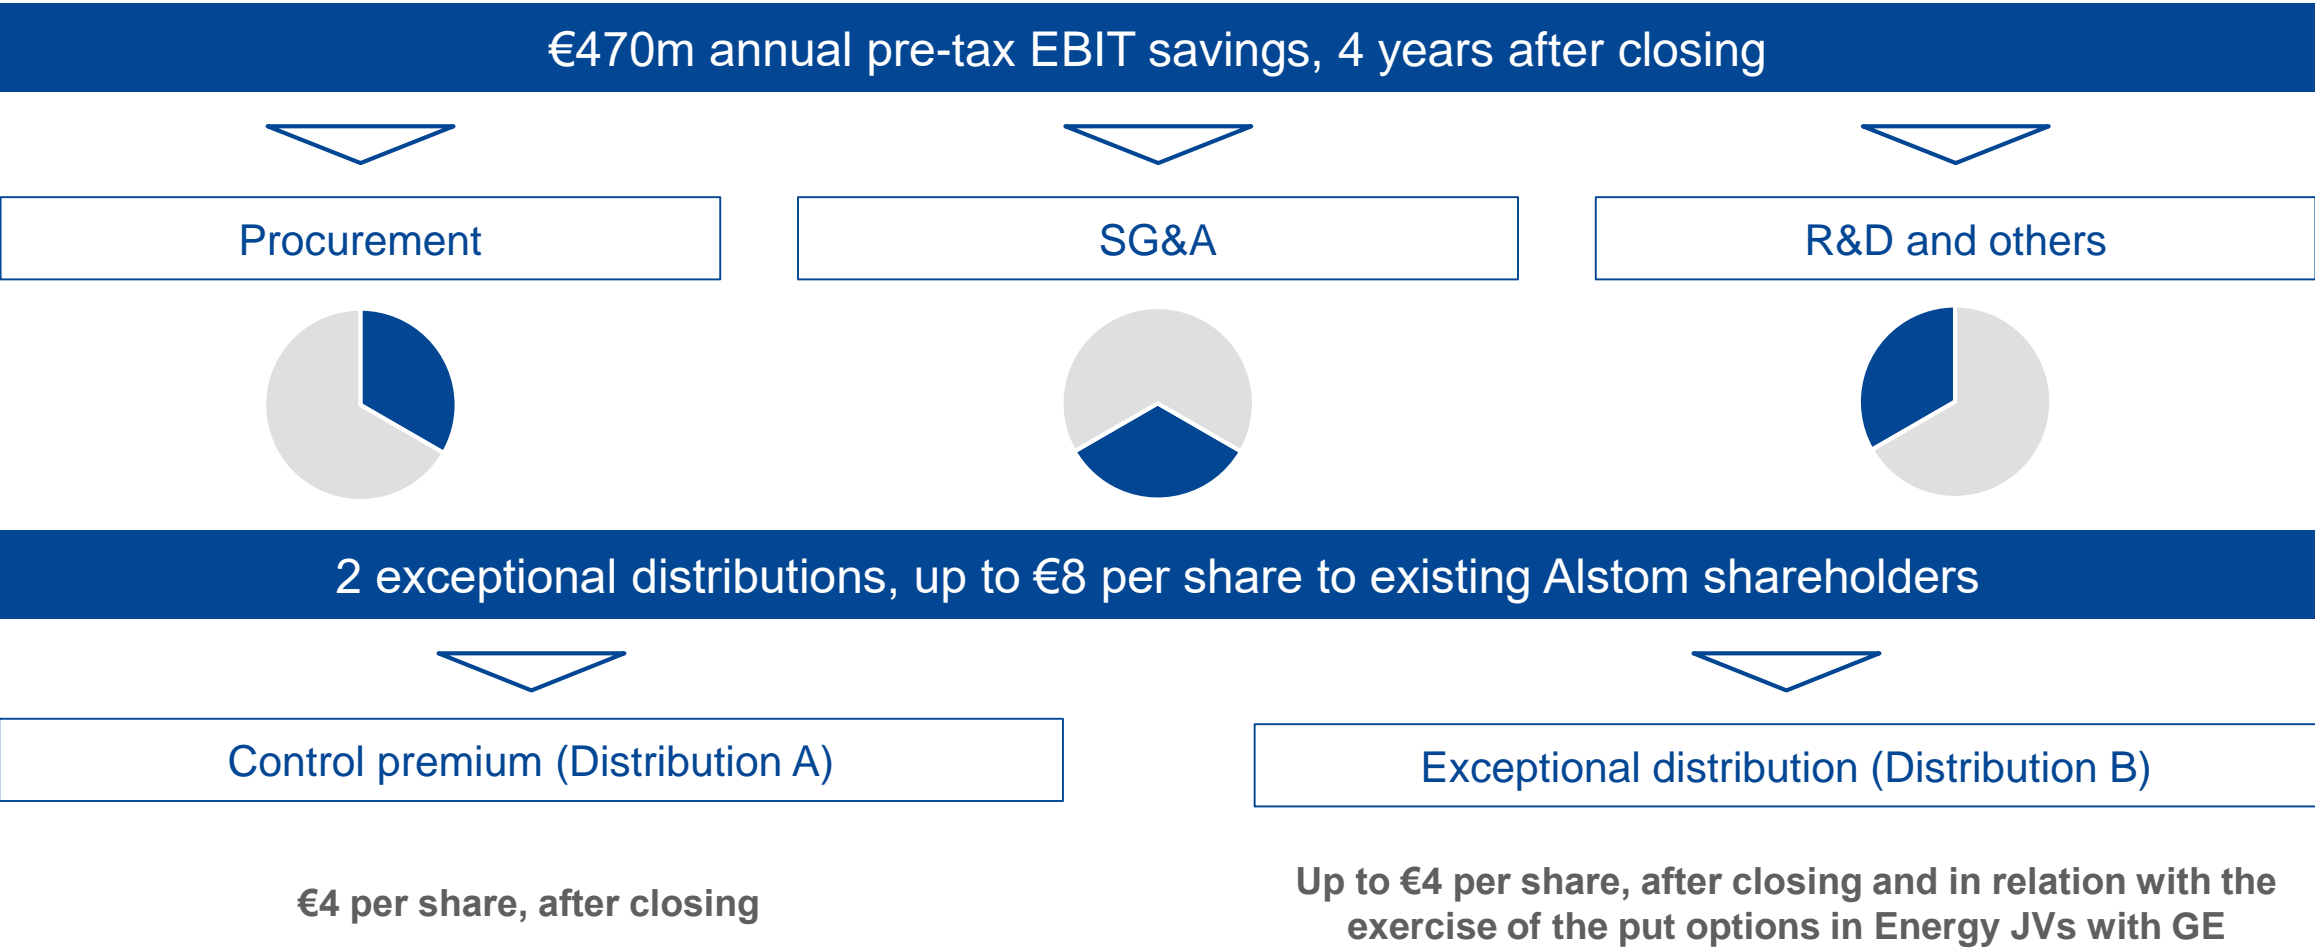 €470m annual pre-tax EBIT savings, 4 years after closing
Procurement
SG&A
R&D and others
2 exceptional distributions, up to €8 per share to existing Alstom shareholders
Control premium (Distribution A)
Exceptional distribution (Distribution B)
€4 per share, after closing
Up to €4 per share, after closing and in relation with the
exercise of the put options in Energy JVs with GE